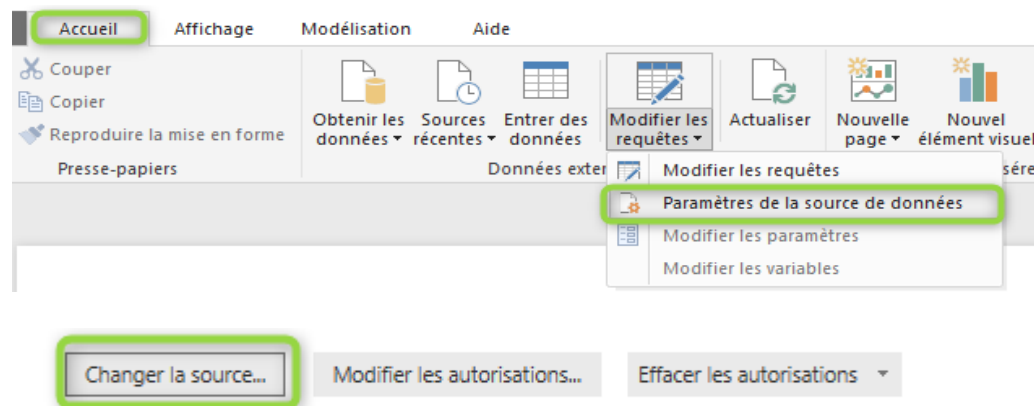 Accueil Affichage Modélisation Aide
Couper
Copier
Reproduire la mise en forme
Presse-papiers
Obtenir les données
Sources récentes
Entrer des données
Modifier les requêtes
Actualiser
Nouvelle page
Nouvel élément visuel
Données exter
Modifier les requêtes
Paramètres de la source de données
Modifier les paramètres
Modifier les variables
Changer la source... Modifier les autorisations... Effacer les autorisations